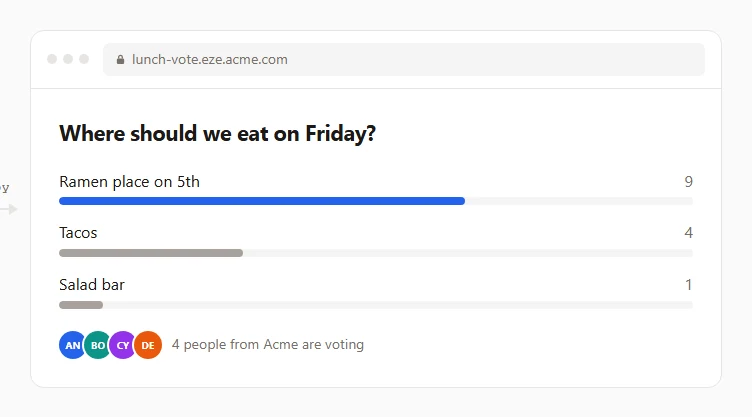 lunch-vote.eze.acme.com
Where should we eat on Friday?
Ramen place on 5th 9
Tacos 4
Salad bar 1
AN BO CY DE 4 people from Acme are voting